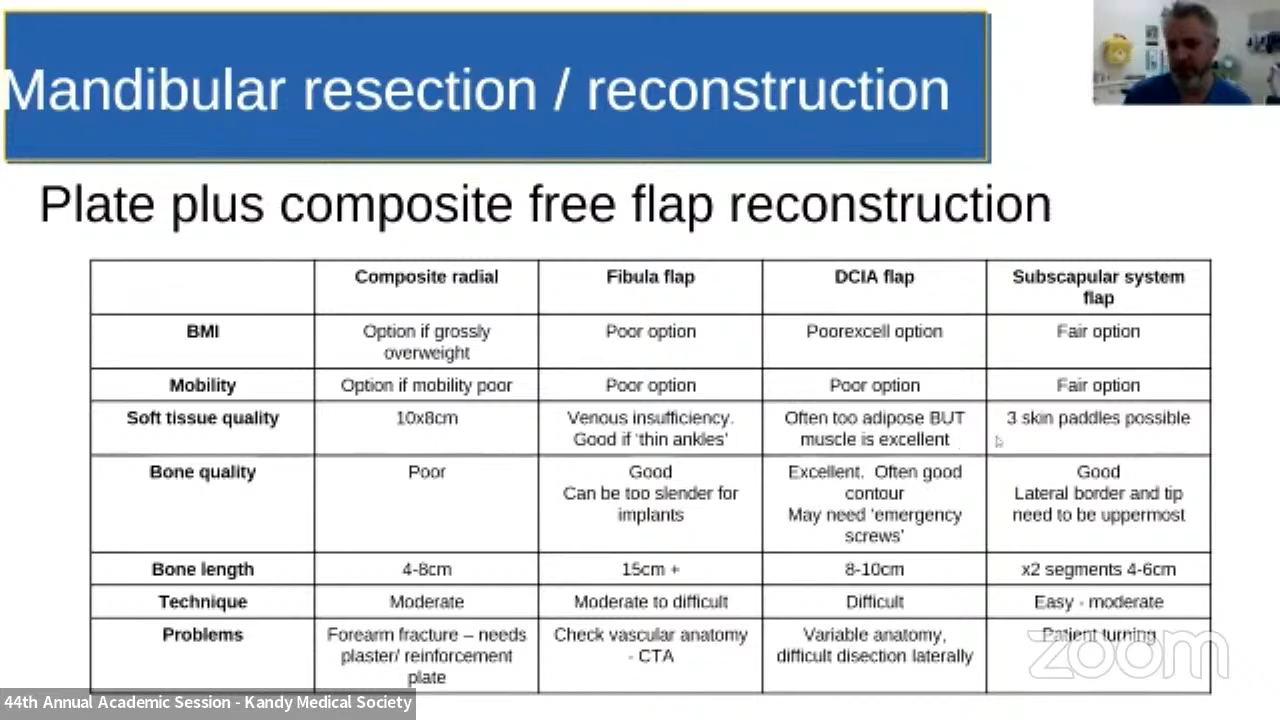 Mandibular resection / reconstruction
Plate plus composite free flap reconstruction
Composite radial
Fibula flap
DCIA flap
Subscapular system
flap
BMI
Option if grossly
overweight
Poor option
Poorexcell option
Fair option
Mobility
Option if mobility poor
Poor option
Poor option
Fair option
Soft tissue quality
10x8cm
Venous insufficiency.
Good if ‘thin ankles’
Often too adipose BUT
muscle is excellent
3 skin paddles possible
Bone quality
Poor
Good
Can be too slender for
implants
Excellent. Often good
contour
May need ‘emergency
screws’
Good
Lateral border and tip
need to be uppermost
Bone length
4-8cm
15cm +
8-10cm
x2 segments 4-6cm
Technique
Moderate
Moderate to difficult
Difficult
Easy - moderate
Problems
Forearm fracture – needs
plaster/ reinforcement
plate
Check vascular anatomy
- CTA
Variable anatomy,
difficult disection laterally
Patient turning
zoom
44th Annual Academic Session - Kandy Medical Society